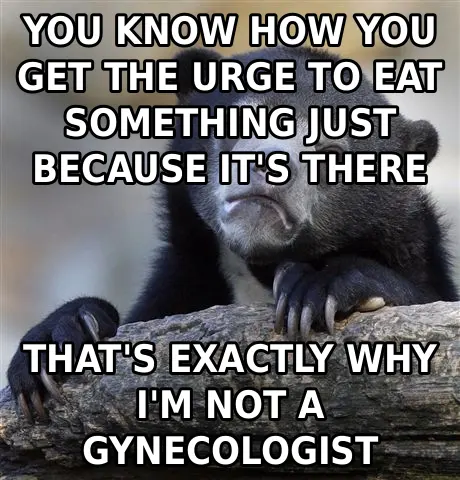 YOU KNOW HOW YOU
GET THE URGE TO EAT
SOMETHING JUST
BECAUSE IT'S THERE
THAT'S EXACTLY WHY
I'M NOT A
GYNECOLOGIST